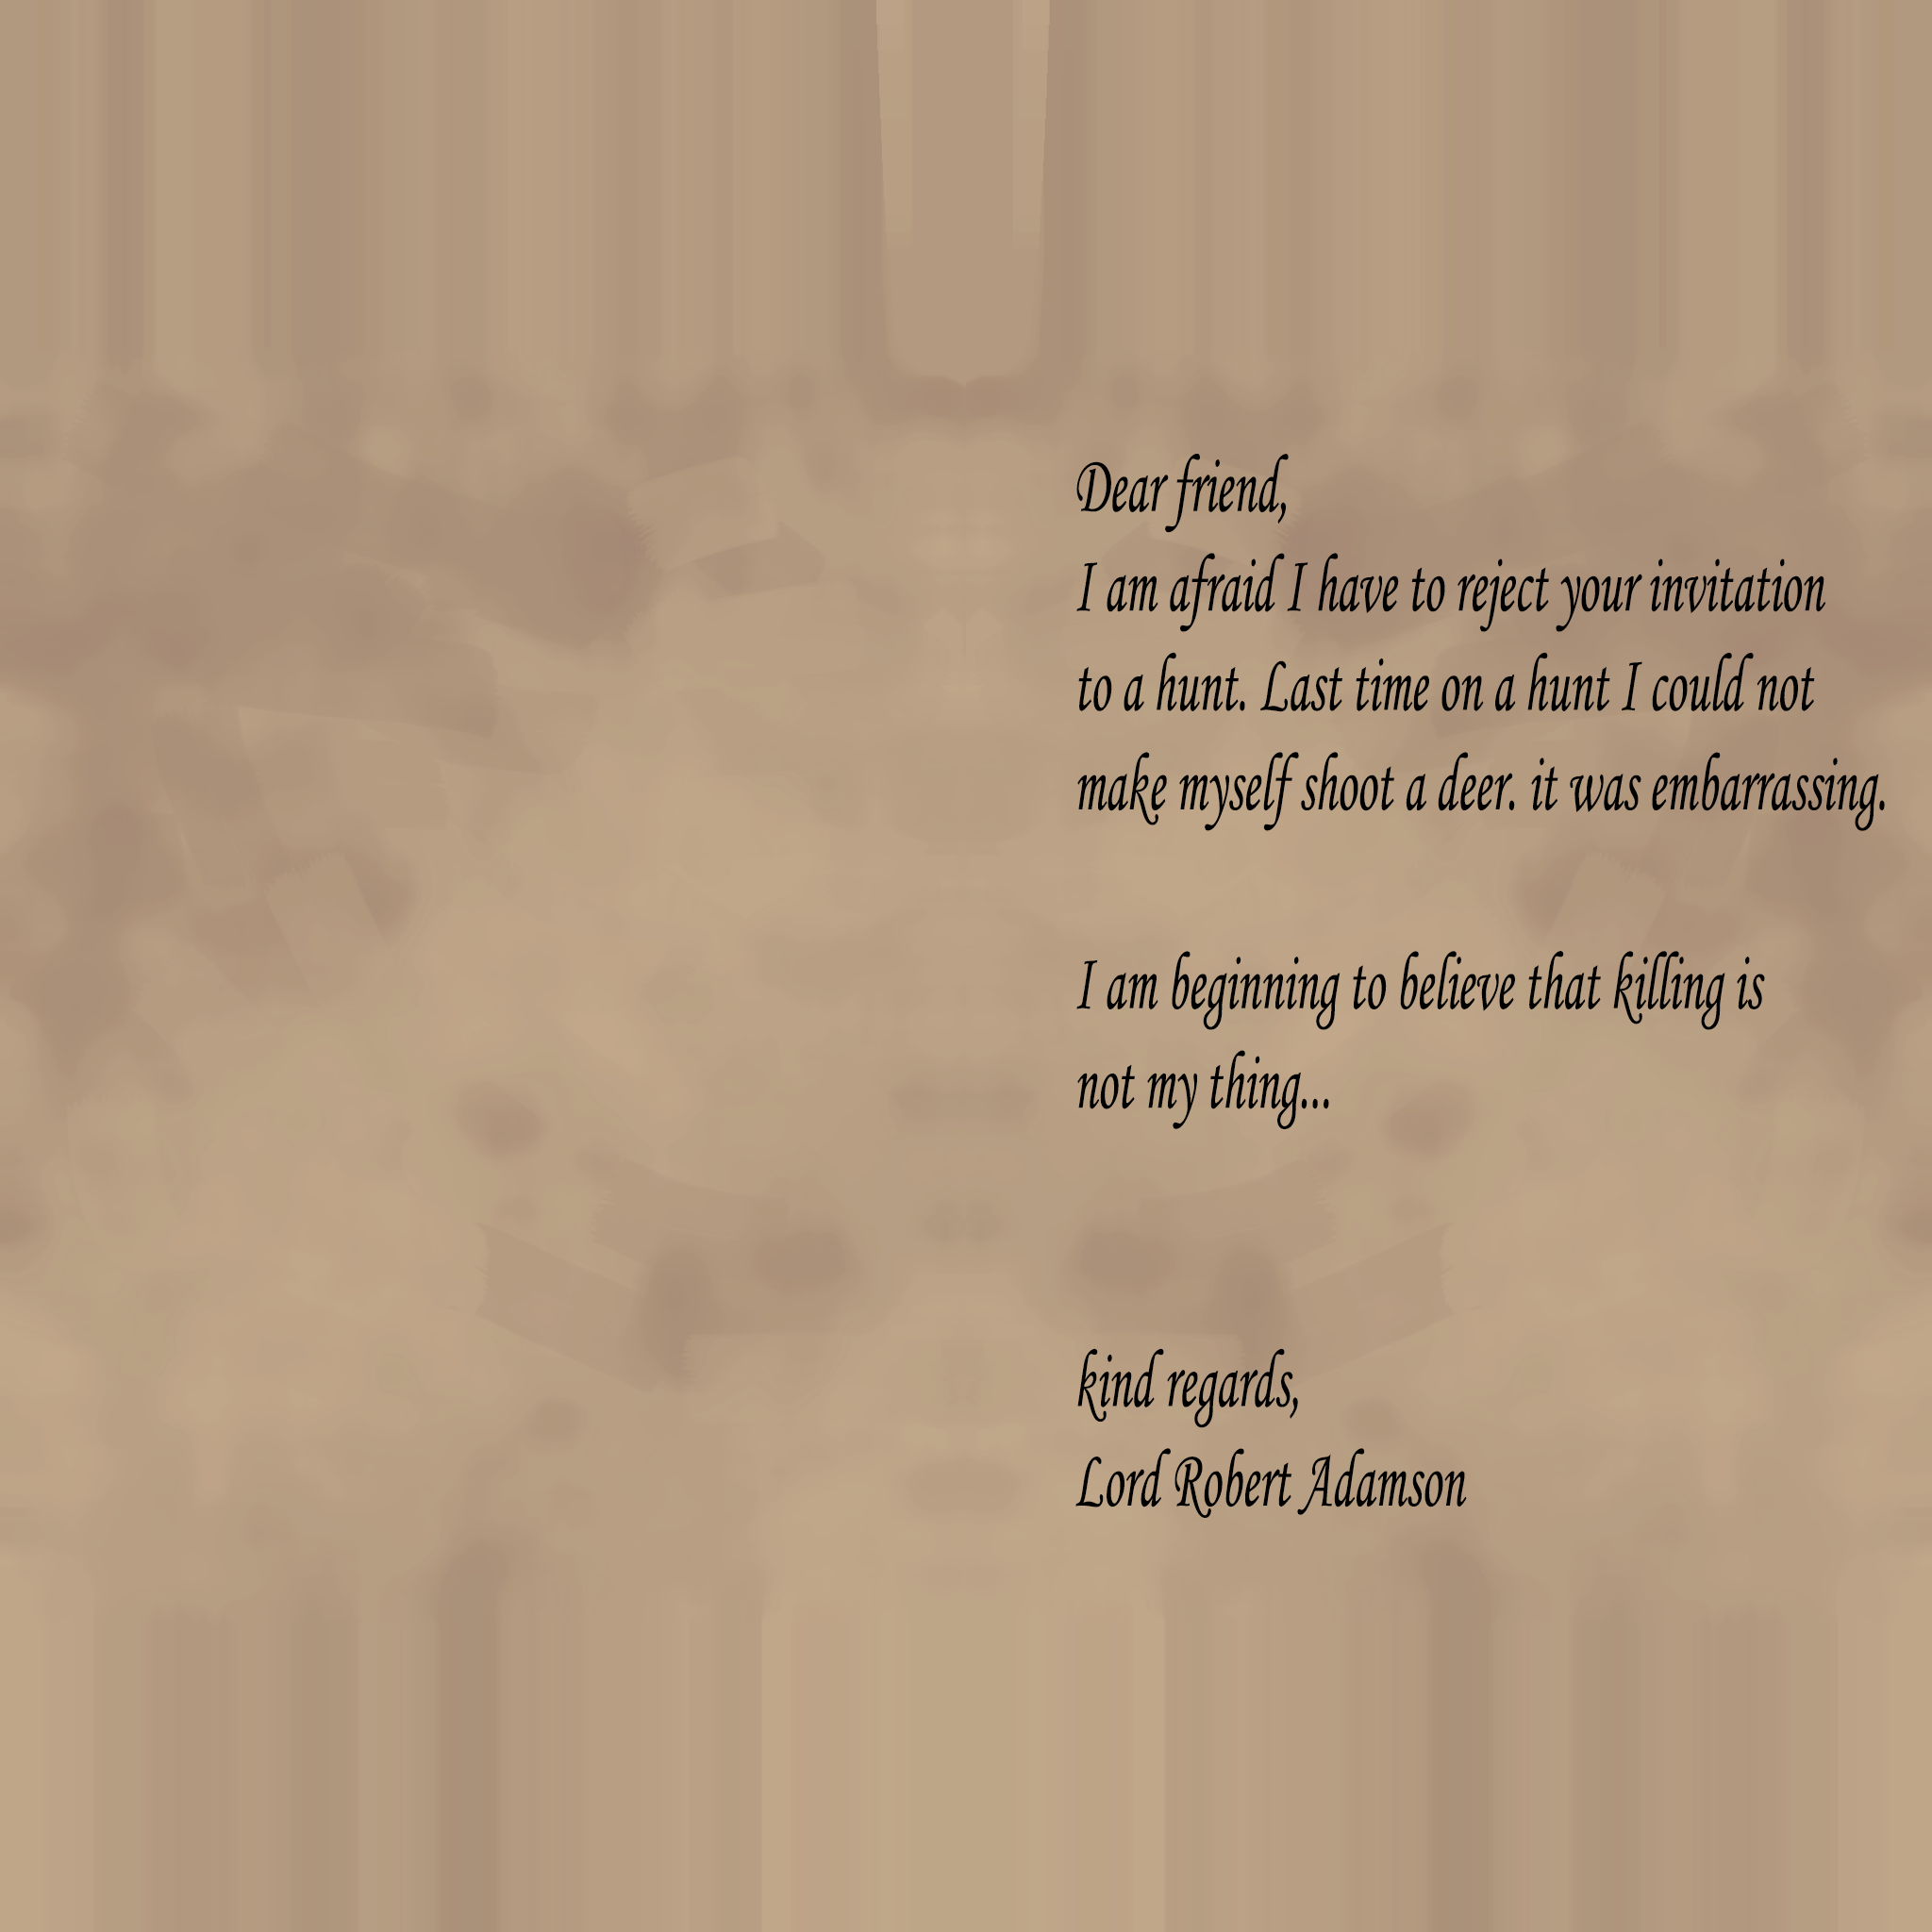 Dear friend,
I am afraid I have to reject your invitation
to a hunt. Last time on a hunt I could not
make myself shoot a deer. it was embarrassing.
I am beginning to believe that killing is
not my thing...
kind regards,
Lord Robert Adamson